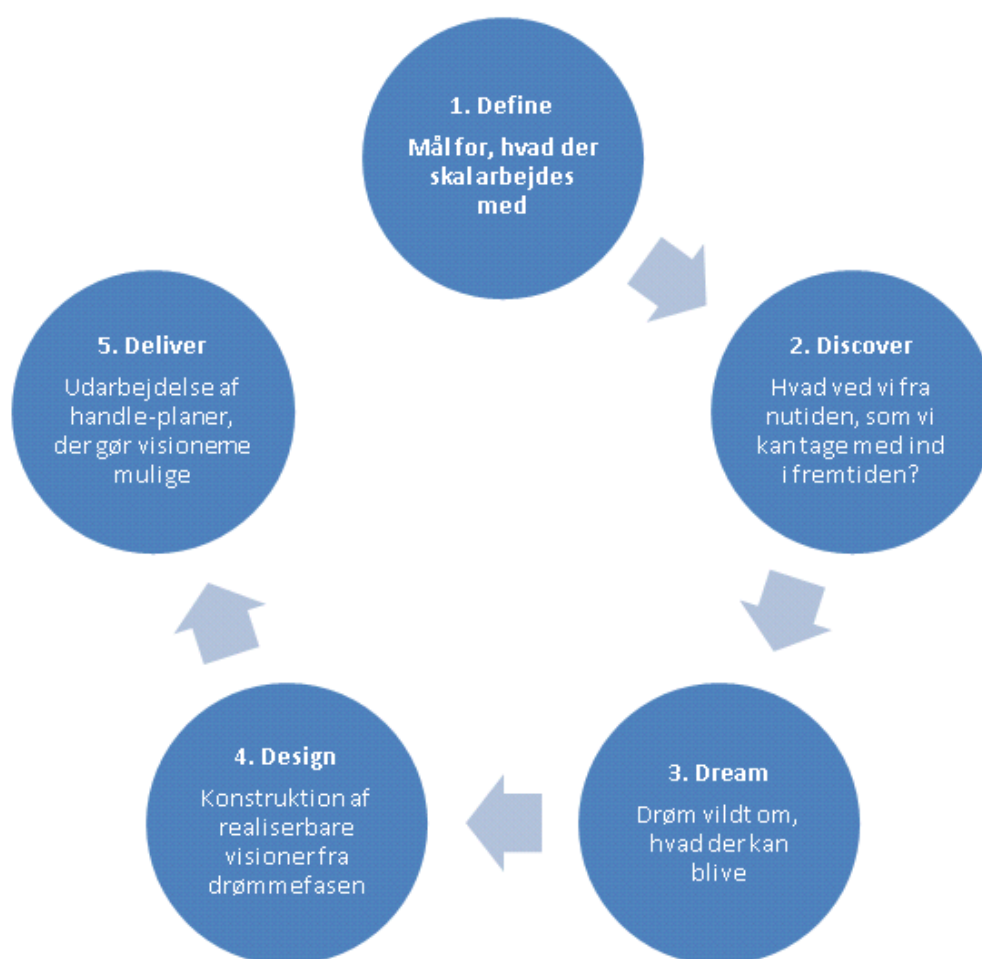 1. Define
Mål for, hvad der
skal arbejdes
med
2. Discover
Hvad ved vi fra
nutiden, som vi
kan tage med ind
i fremtiden?
3. Dream
Drøm vildt om,
hvad der kan
blive
4. Design
Konstruktion af
realiserbare
visioner fra
drømmefasen
5. Deliver
Udarbejdelse af
handle-planer,
der gør visionerne
mulige